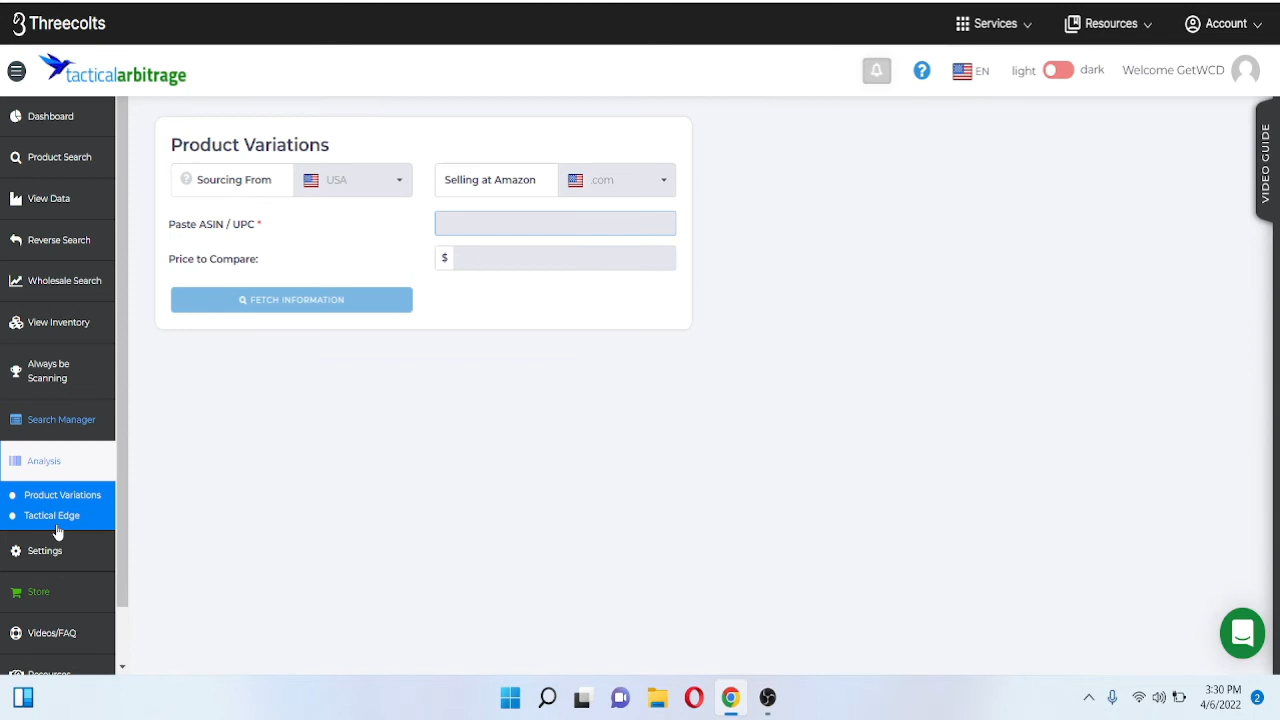 Threecolts
Services
Resources
Account
tacticalarbitrage
EN
light
dark
Welcome GetWCD
Dashboard
Product Search
View Data
Reverse Search
Wholesale Search
View Inventory
Always be
Scanning
Search Manager
Analysis
Product Variations
Tactical Edge
Settings
Store
Videos/FAQ
Resources
Product Variations
Sourcing From
USA
Selling at Amazon
.com
Paste ASIN / UPC *
Price to Compare:
$
FETCH INFORMATION
VIDEO GUIDE
3:30 PM
4/6/2022
2